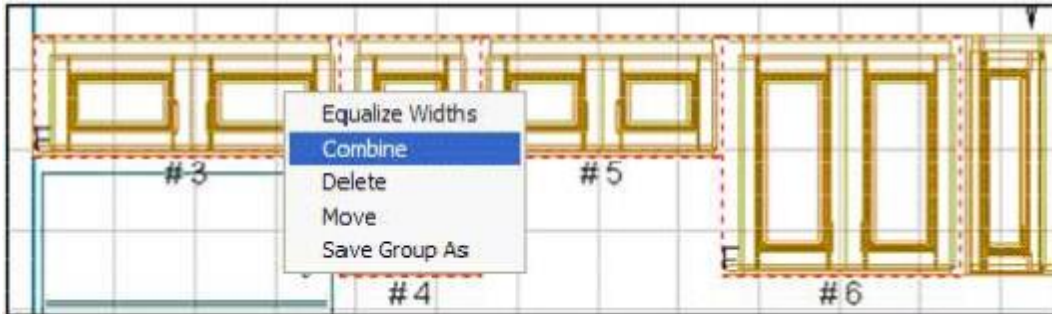 Equalize Widths
Combine
Delete
Move
Save Group As
#3
#5
#4
#6